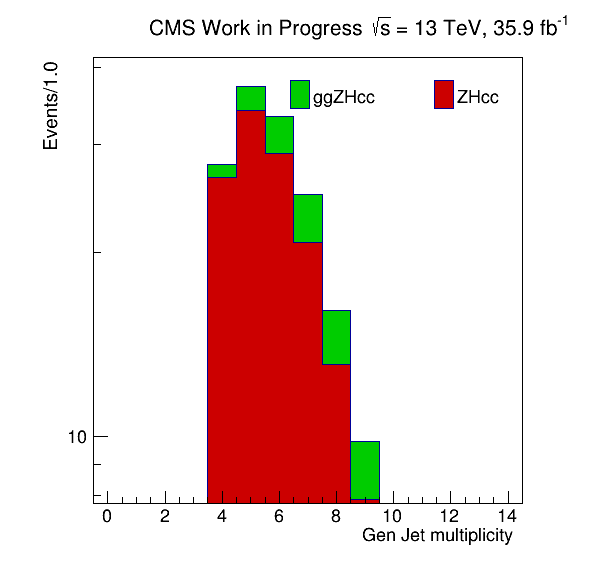 CMS Work in Progress √s = 13 TeV, 35.9 fb⁻¹
Events/1.0
ggZHcc ZHcc
10
0 2 4 6 8 10 12 14
Gen Jet multiplicity